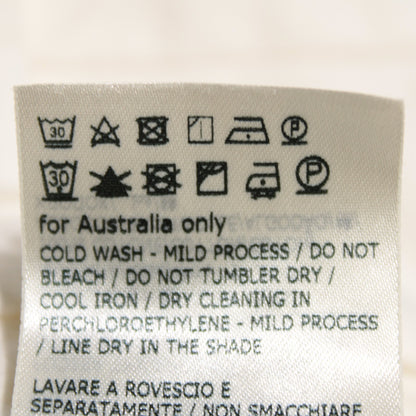 30 P
30 P
for Australia only
COLD WASH - MILD PROCESS / DO NOT
BLEACH / DO NOT TUMBLER DRY /
COOL IRON / DRY CLEANING IN
PERCHLOROETHYLENE - MILD PROCESS
/ LINE DRY IN THE SHADE
LAVARE A ROVESCIO E
SEPARATAMENTE / NON SMACCHIARE